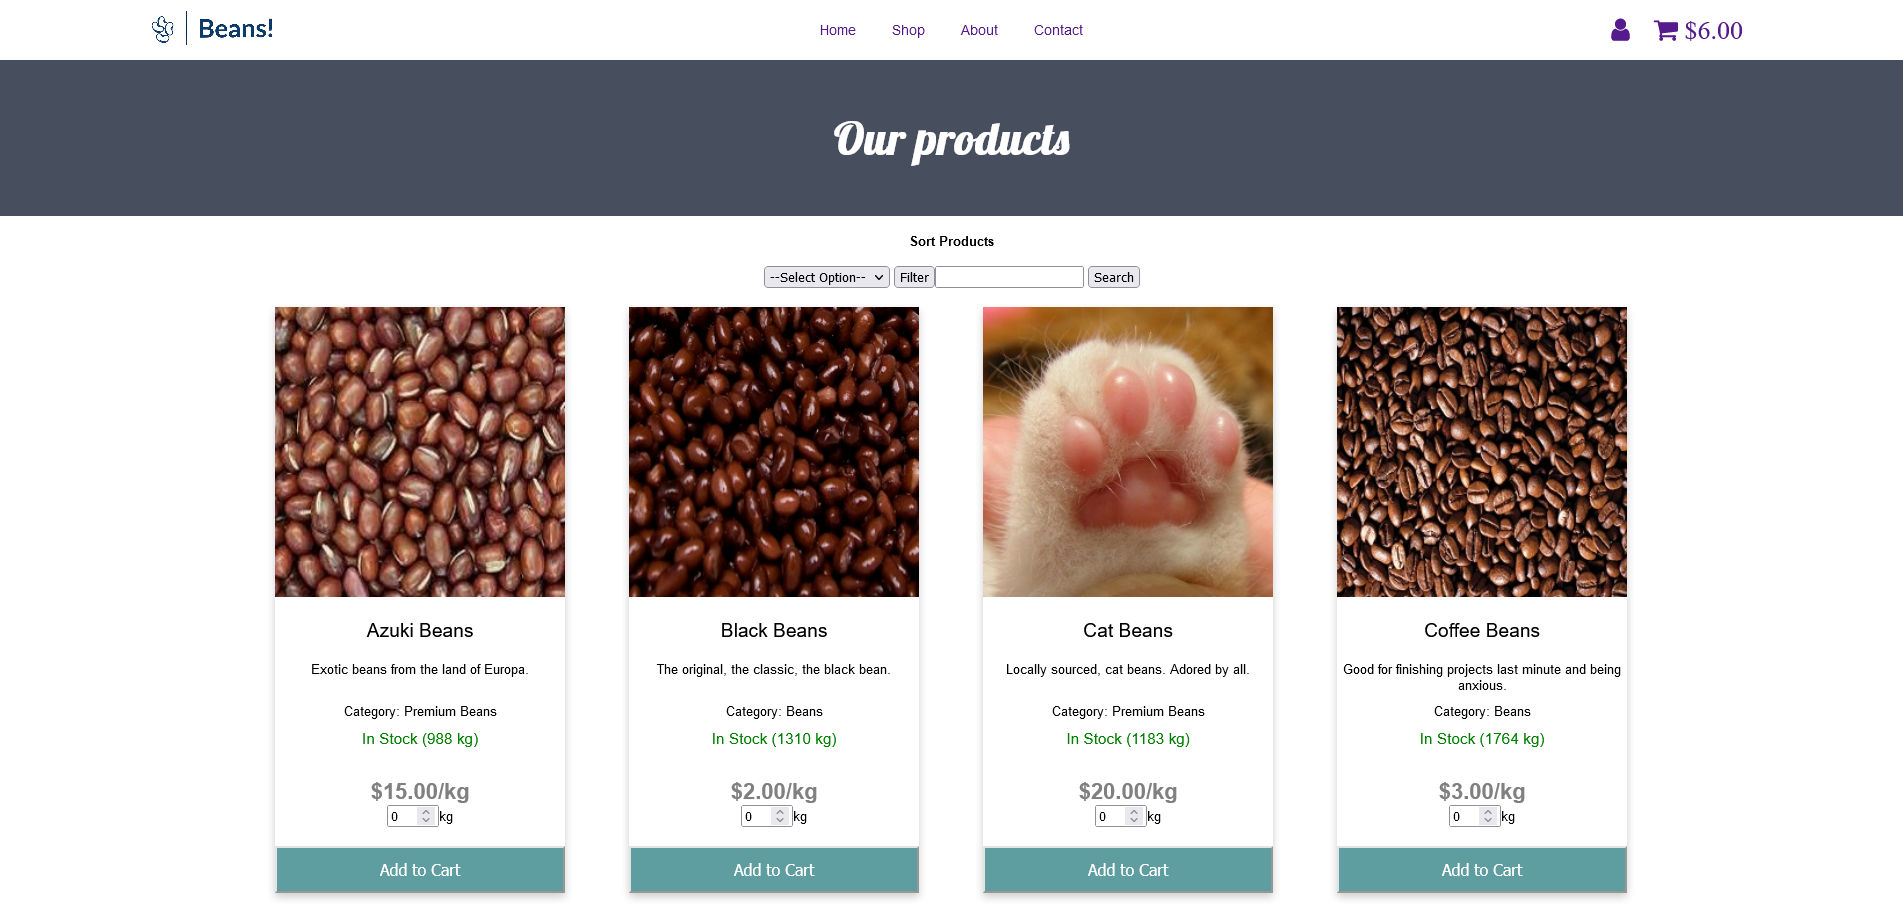 Beans!
Home Shop About Contact
$6.00
Our products
Sort Products
--Select Option-- Filter Search
Azuki Beans
Exotic beans from the land of Europa.
Category: Premium Beans
In Stock (988 kg)
$15.00/kg
0 kg
Add to Cart
Black Beans
The original, the classic, the black bean.
Category: Beans
In Stock (1310 kg)
$2.00/kg
0 kg
Add to Cart
Cat Beans
Locally sourced, cat beans. Adored by all.
Category: Premium Beans
In Stock (1183 kg)
$20.00/kg
0 kg
Add to Cart
Coffee Beans
Good for finishing projects last minute and being
anxious.
Category: Beans
In Stock (1764 kg)
$3.00/kg
0 kg
Add to Cart